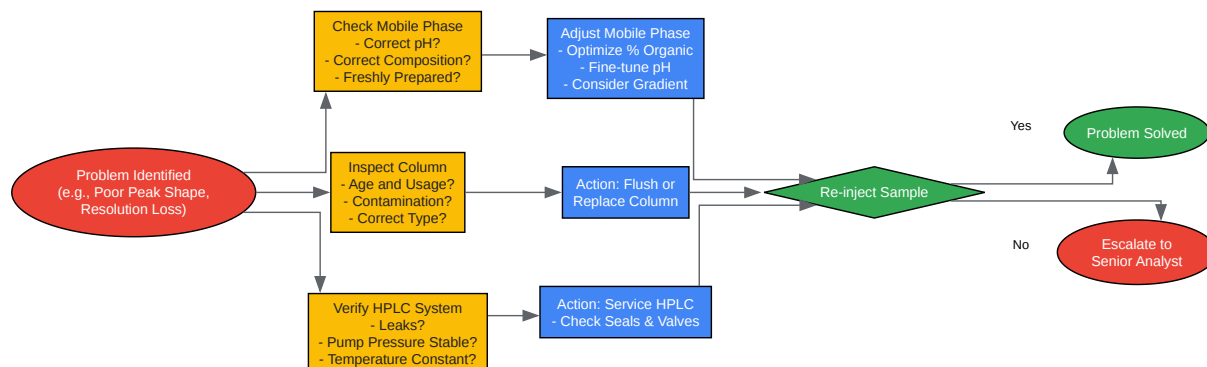 Problem Identified
(e.g., Poor Peak Shape,
Resolution Loss)
Check Mobile Phase
- Correct pH?
- Correct Composition?
- Freshly Prepared?
Adjust Mobile Phase
- Optimize % Organic
- Fine-tune pH
- Consider Gradient
Inspect Column
- Age and Usage?
- Contamination?
- Correct Type?
Action: Flush or
Replace Column
Verify HPLC System
- Leaks?
- Pump Pressure Stable?
- Temperature Constant?
Action: Service HPLC
- Check Seals & Valves
Re-inject Sample
Yes
Problem Solved
No
Escalate to
Senior Analyst